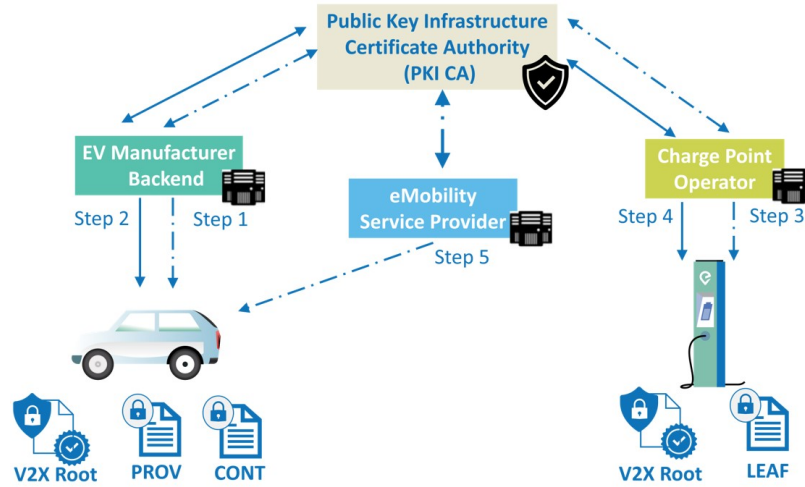 Public Key Infrastructure
Certificate Authority
(PKI CA)
EV Manufacturer
Backend
eMobility
Service Provider
Charge Point
Operator
Step 2
Step 1
Step 5
Step 4
Step 3
V2X Root
PROV
CONT
V2X Root
LEAF